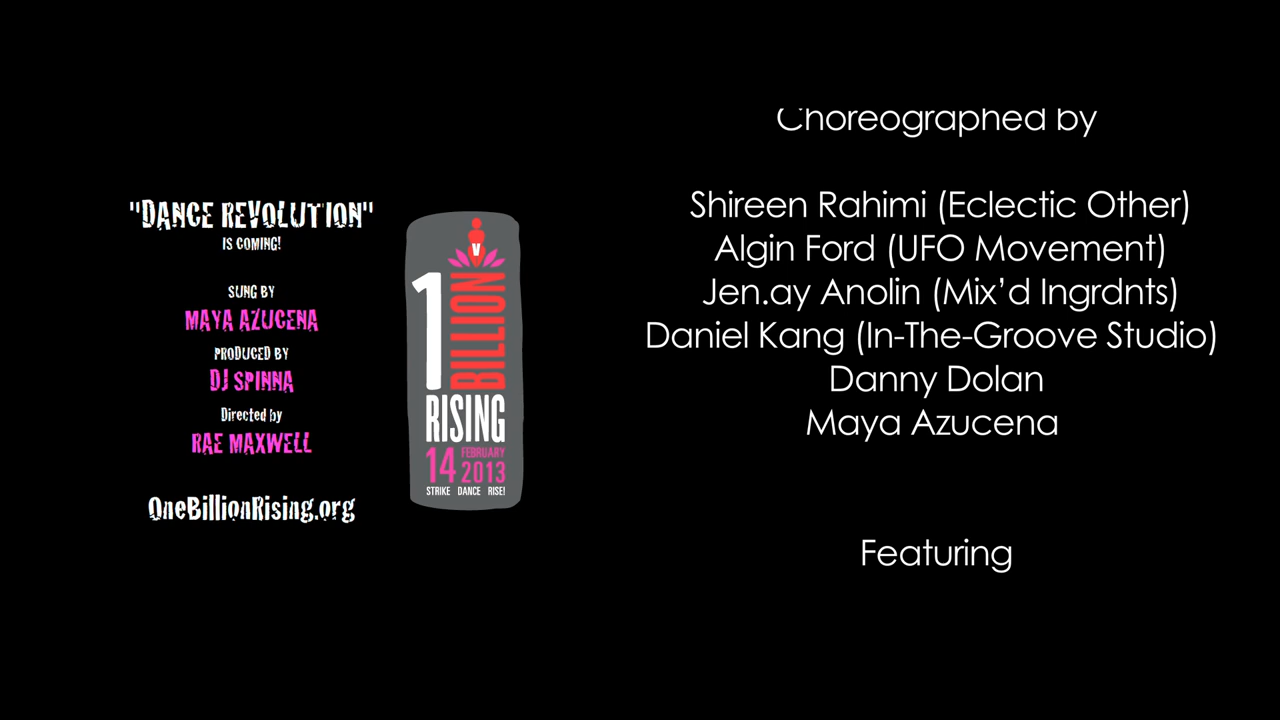 "DANCE REVOLUTION"
IS COMING!
SUNG BY
MAYA AZUCENA
PRODUCED BY
DJ SPINNA
Directed by
RAE MAXWELL
OneBillionRising.org
V
1
BILLION
RISING
14
FEBRUARY
2013
STRIKE DANCE RISE!
Choreographed by
Shireen Rahimi (Eclectic Other)
Algin Ford (UFO Movement)
Jen.ay Anolin (Mix’d Ingrdnts)
Daniel Kang (In-The-Groove Studio)
Danny Dolan
Maya Azucena
Featuring